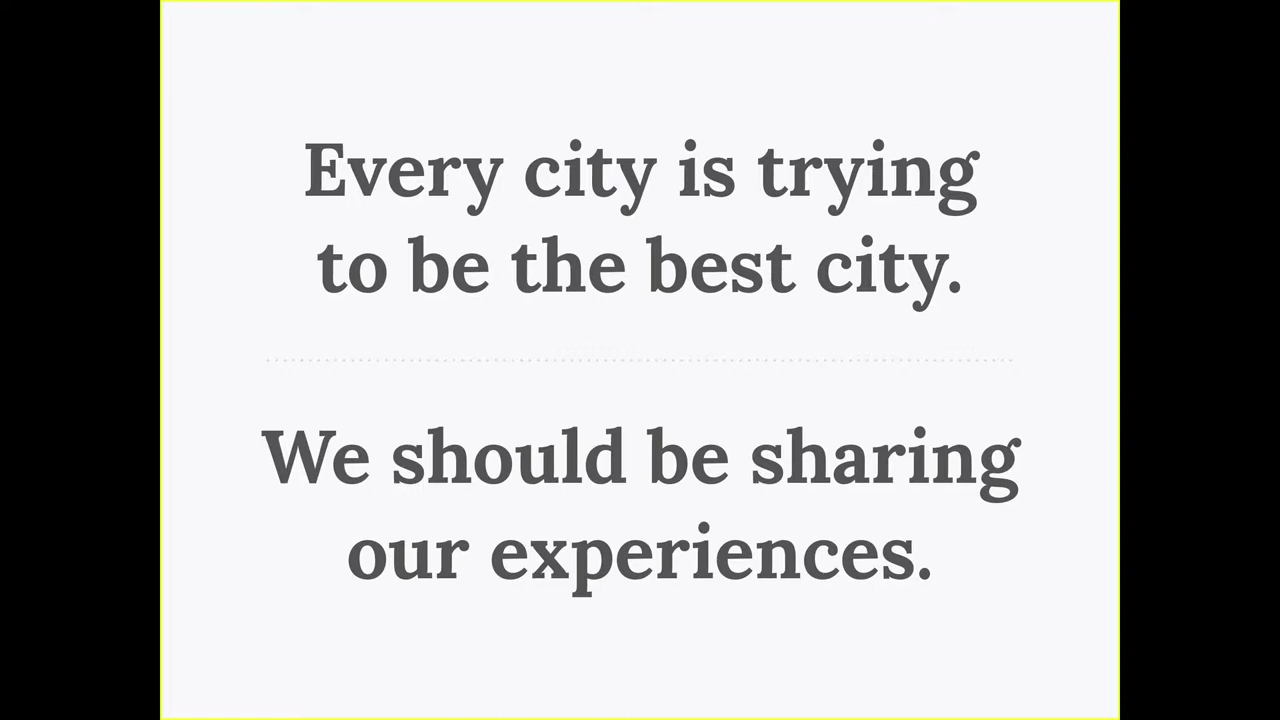 Every city is trying
to be the best city.
We should be sharing
our experiences.